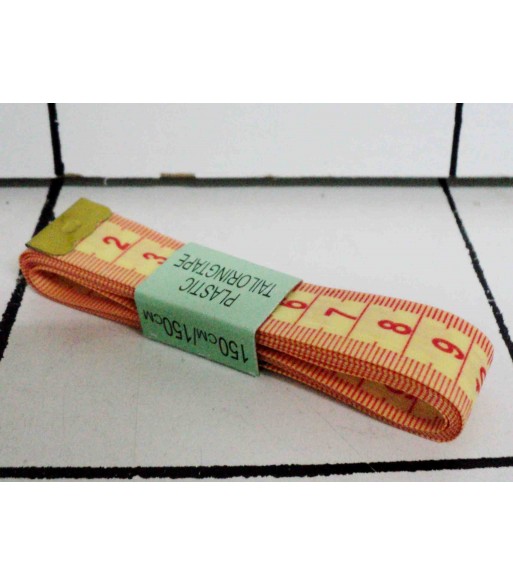 2 3 6 7 8 9
PLASTIC
TAILORINGTAPE
150CM/150CM